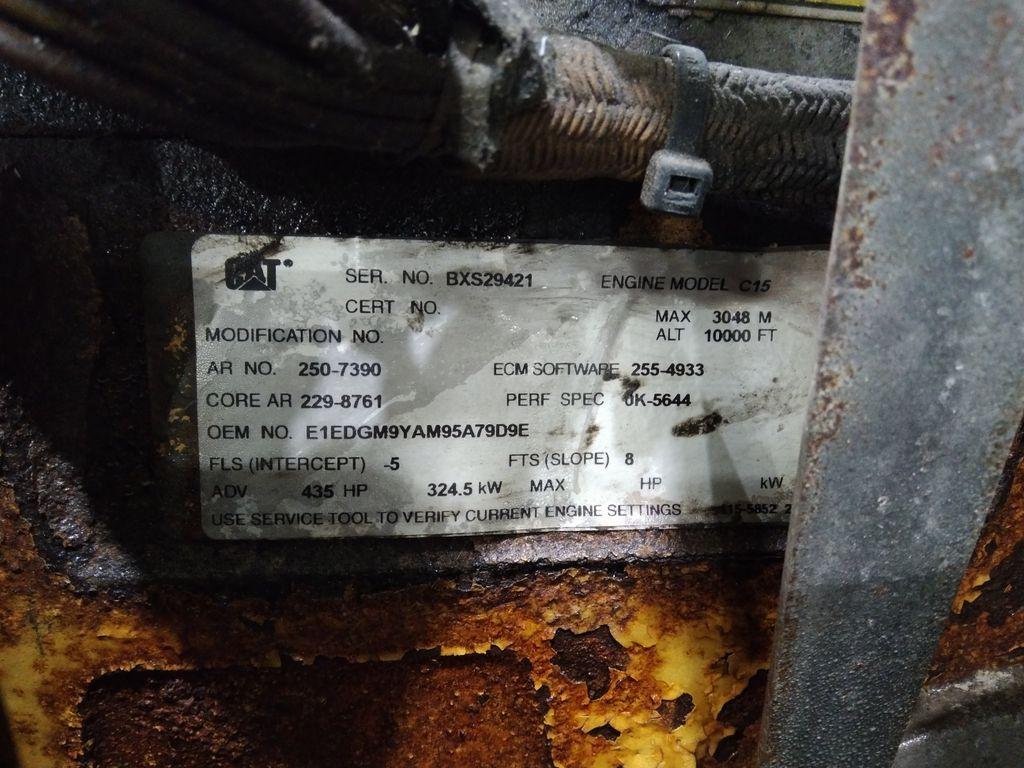 CAT®
SER. NO. BXS29421 ENGINE MODEL C15
CERT NO. MAX 3048 M
MODIFICATION NO. ALT 10000 FT
AR NO. 250-7390 ECM SOFTWARE 255-4933
CORE AR 229-8761 PERF SPEC 0K-5644
OEM NO. E1EDGM9YAM95A79D9E
FLS (INTERCEPT) -5 FTS (SLOPE) 8
ADV 435 HP 324.5 kW MAX HP kW
USE SERVICE TOOL TO VERIFY CURRENT ENGINE SETTINGS